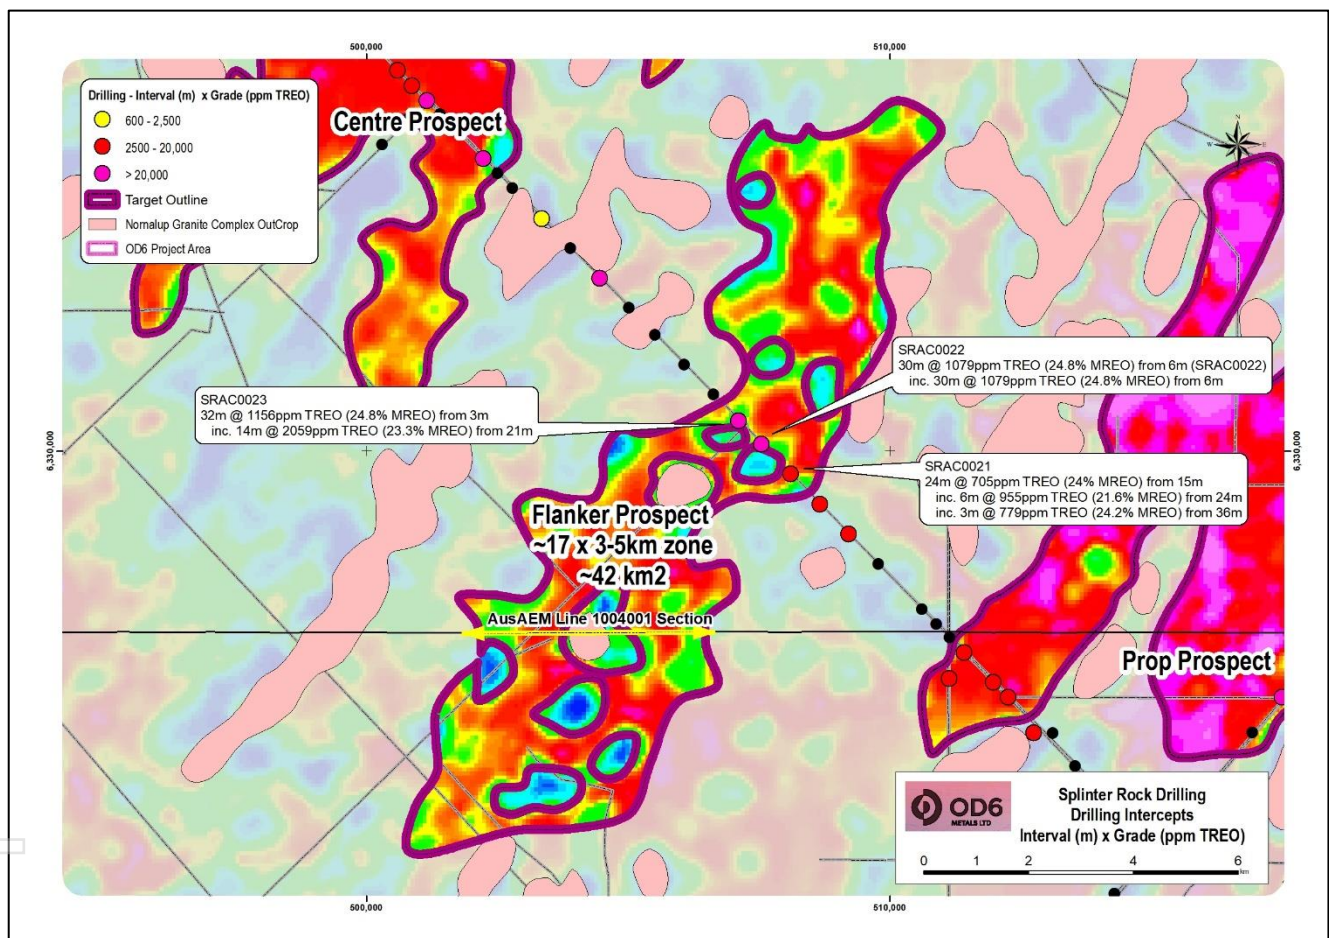 500,000
510,000
Drilling - Interval (m) x Grade (ppm TREO)
600 - 2,500
2500 - 20,000
> 20,000
Target Outline
Nornalup Granite Complex OutCrop
OD6 Project Area
Centre Prospect
N
W
E
S
SRAC0022
30m @ 1079ppm TREO (24.8% MREO) from 6m (SRAC0022)
inc. 30m @ 1079ppm TREO (24.8% MREO) from 6m
SRAC0023
32m @ 1156ppm TREO (24.8% MREO) from 3m
inc. 14m @ 2059ppm TREO (23.3% MREO) from 21m
6,330,000
6,330,000
SRAC0021
24m @ 705ppm TREO (24% MREO) from 15m
inc. 6m @ 955ppm TREO (21.6% MREO) from 24m
inc. 3m @ 779ppm TREO (24.2% MREO) from 36m
Flanker Prospect
~17 x 3-5km zone
~42 km2
AusAEM Line 1004001 Section
Prop Prospect
OD6
METALS LTD
Splinter Rock Drilling
Drilling Intercepts
Interval (m) x Grade (ppm TREO)
0 1 2 4 6
km
500,000
510,000